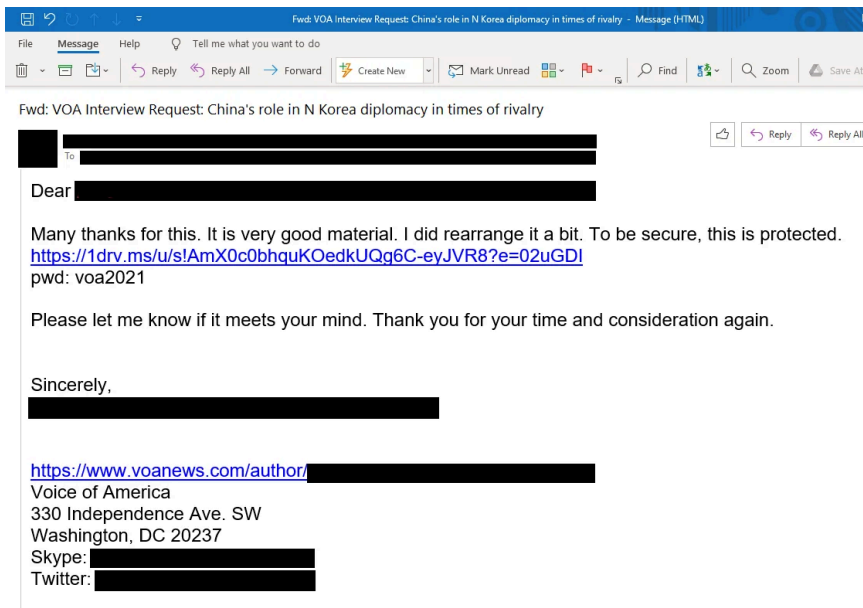 Fwd: VOA Interview Request: China's role in N Korea diplomacy in times of rivalry - Message (HTML)
File Message Help Tell me what you want to do
Reply Reply All Forward Create New Mark Unread Find Zoom Save At
Fwd: VOA Interview Request: China's role in N Korea diplomacy in times of rivalry
Reply Reply All
To
Dear
Many thanks for this. It is very good material. I did rearrange it a bit. To be secure, this is protected.
https://1drv.ms/u/s!AmX0c0bhquKOedkUQg6C-eyJVR8?e=02uGDI
pwd: voa2021
Please let me know if it meets your mind. Thank you for your time and consideration again.
Sincerely,
https://www.voanews.com/author/
Voice of America
330 Independence Ave. SW
Washington, DC 20237
Skype:
Twitter: